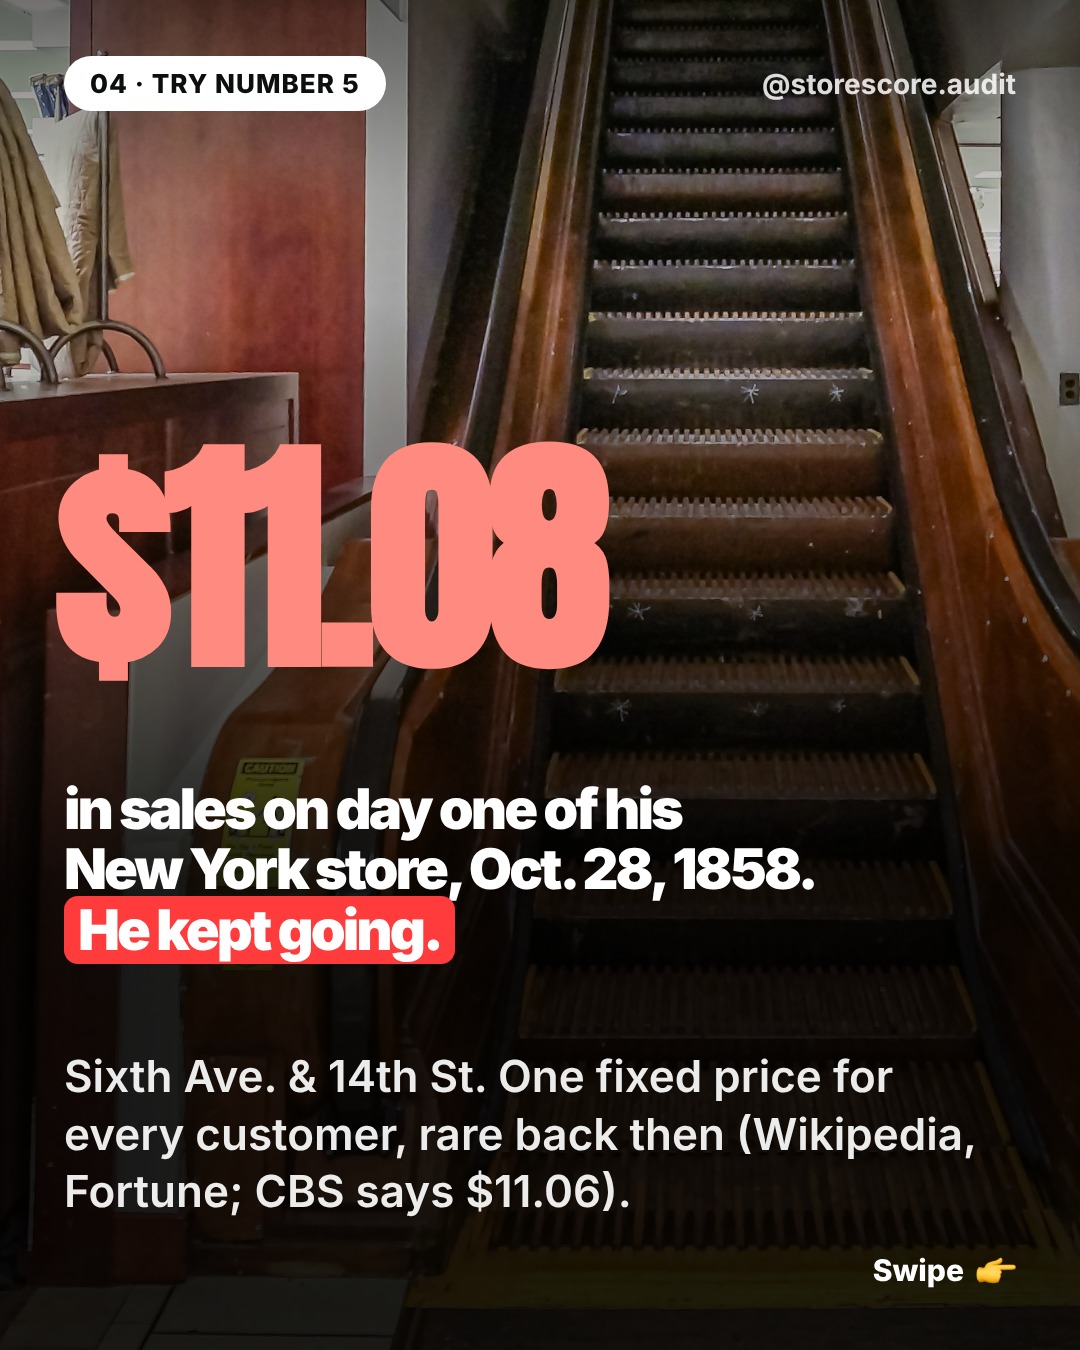 04 · TRY NUMBER 5
@storescore.audit
$11.08
in sales on day one of his
New York store, Oct. 28, 1858.
He kept going.
Sixth Ave. & 14th St. One fixed price for
every customer, rare back then (Wikipedia,
Fortune; CBS says $11.06).
Swipe 👉
CAUTION